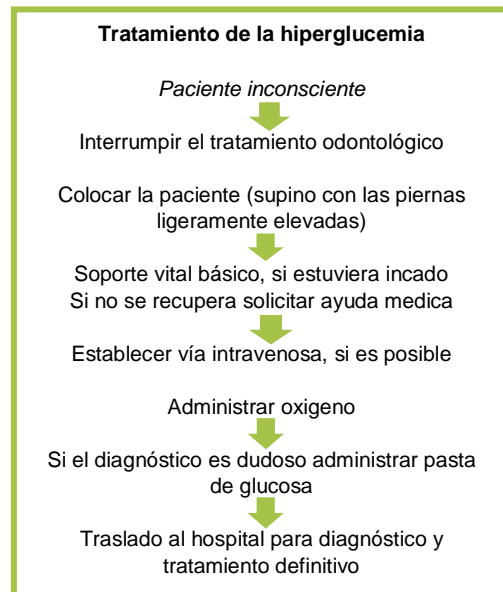 Tratamiento de la hiperglucemia
Paciente inconsciente
Interrumpir el tratamiento odontológico
Colocar la paciente (supino con las piernas
ligeramente elevadas)
Soporte vital básico, si estuviera incado
Si no se recupera solicitar ayuda medica
Establecer vía intravenosa, si es posible
Administrar oxigeno
Si el diagnóstico es dudoso administrar pasta
de glucosa
Traslado al hospital para diagnóstico y
tratamiento definitivo